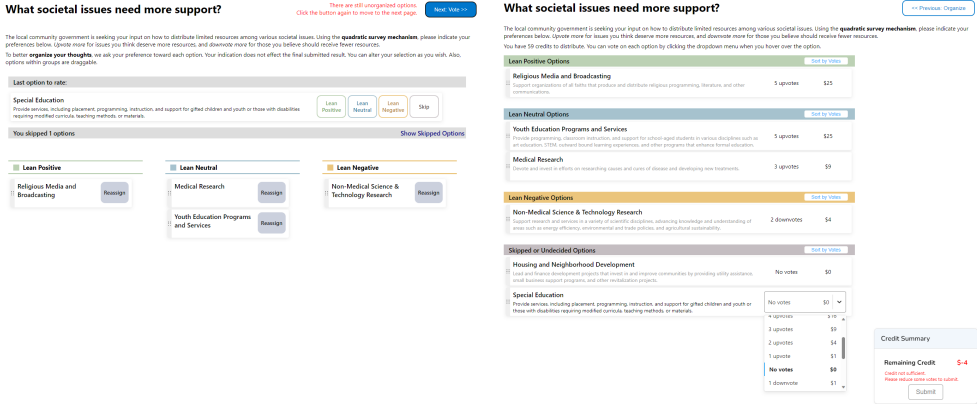 What societal issues need more support?
There are still unorganized options.
Click the button again to move to the next page.
Next: Vote >>
The local community government is seeking your input on how to distribute limited resources among various societal issues. Using the quadratic survey mechanism, please indicate your
preferences below. Upvote more for issues you think deserve more resources, and downvote more for those you believe should receive fewer resources.
To better organize your thoughts, we ask your preference toward each option. Your indication does not effect the final submitted result. You can alter your selection as you wish. Also,
options within groups are draggable.
Last option to rate:
Special Education
Provide services, including placement, programming, instruction, and support for gifted children and youth or those with disabilities
requiring modified curricula, teaching methods, or materials.
Lean Positive
Lean Neutral
Lean Negative
Skip
You skipped 1 options
Show Skipped Options
Lean Positive
Religious Media and
Broadcasting
Reassign
Lean Neutral
Medical Research
Reassign
Youth Education Programs
and Services
Reassign
Lean Negative
Non-Medical Science &
Technology Research
Reassign
What societal issues need more support?
<< Previous: Organize
The local community government is seeking your input on how to distribute limited resources among various societal issues. Using the quadratic survey mechanism, please indicate your
preferences below. Upvote more for issues you think deserve more resources, and downvote more for those you believe should receive fewer resources.
You have 59 credits to distribute. You can vote on each option by clicking the dropdown menu when you hover over the option.
Lean Positive Options
Sort by Votes
Religious Media and Broadcasting
Support organizations of all faiths that produce and distribute religious programming, literature, and other
communications.
5 upvotes $25
Lean Neutral Options
Sort by Votes
Youth Education Programs and Services
Provide programming, classroom instruction, and support for school-aged students in various disciplines such as
art education, STEM, outward bound learning experiences, and other programs that enhance formal education.
5 upvotes $25
Medical Research
Devote and invest in efforts on researching causes and cures of disease and developing new treatments.
3 upvotes $9
Lean Negative Options
Sort by Votes
Non-Medical Science & Technology Research
Support research and services in a variety of scientific disciplines, advancing knowledge and understanding of
areas such as energy efficiency, environmental and trade policies, and agricultural sustainability.
2 downvotes $4
Skipped or Undecided Options
Sort by Votes
Housing and Neighborhood Development
Lead and finance development projects that invest in and improve communities by providing utility assistance,
small business support programs, and other revitalization projects.
No votes $0
Special Education
Provide services, including placement, programming, instruction, and support for gifted children and youth or
those with disabilities requiring modified curricula, teaching methods, or materials.
No votes $0
4 upvotes $16
3 upvotes $9
2 upvotes $4
1 upvote $1
No votes $0
1 downvote $1
Credit Summary
Remaining Credit $-4
Credit not sufficient.
Please reduce some votes to submit.
Submit